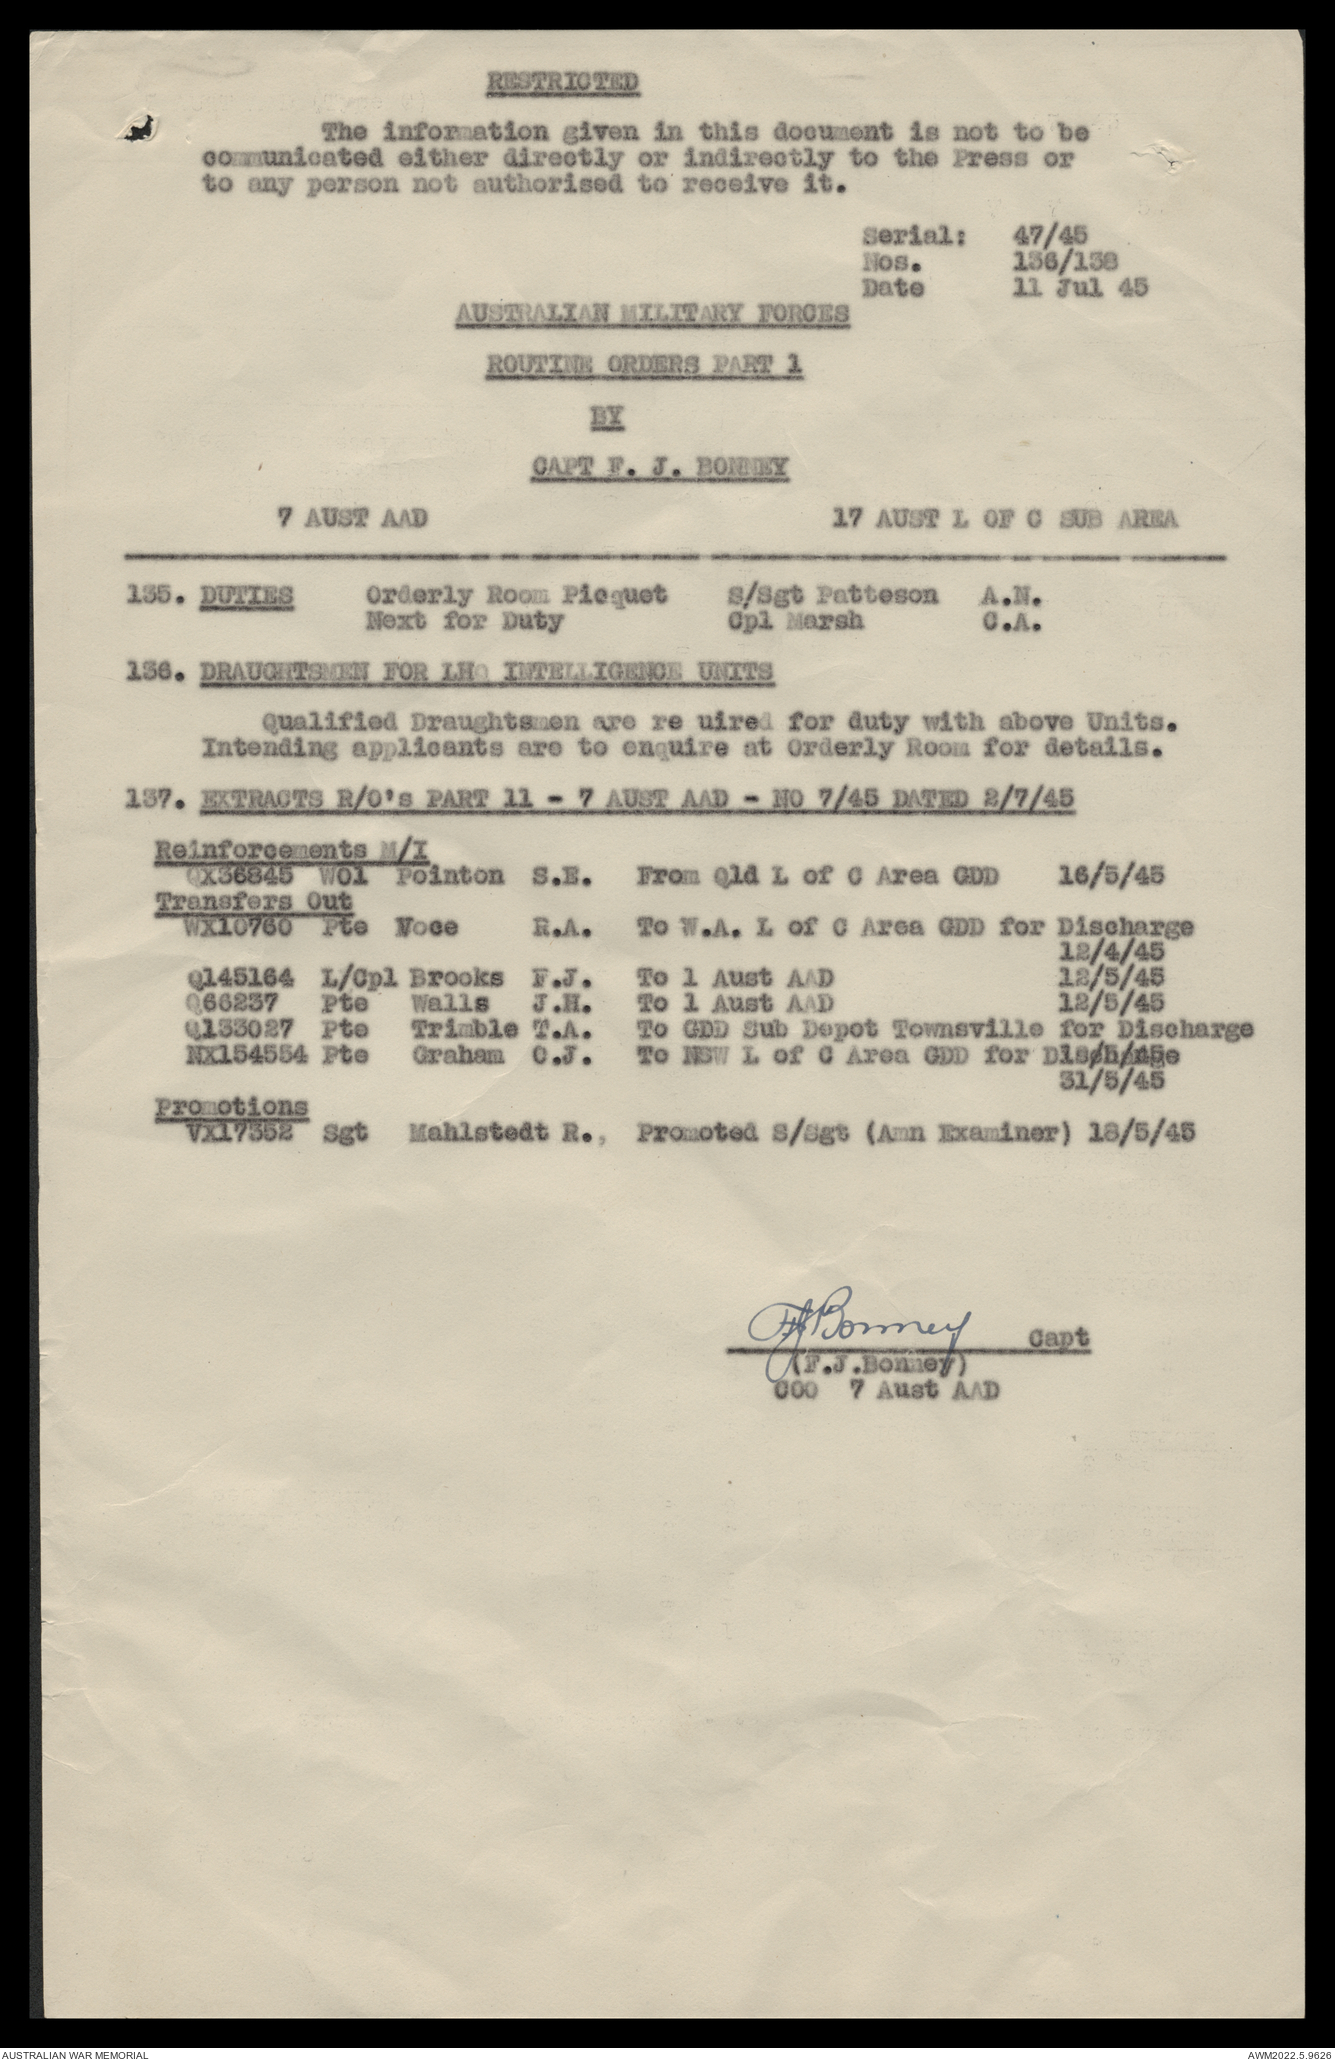 RESTRICTED
The information given in this document is not to be
communicated either directly or indirectly to the Press or
to any person not authorised to receive it.
Serial: 47/45
Nos. 136/138
Date 11 Jul 45
AUSTRALIAN MILITARY FORCES
ROUTINE ORDERS PART 1
BY
CAPT F. J. BONNEY
7 AUST AAD 17 AUST L OF C SUB AREA
135. DUTIES Orderly Room Picquet S/Sgt Patteson A.N.
Next for Duty Cpl Marsh C.A.
136. DRAUGHTSMEN FOR LHQ INTELLIGENCE UNITS
Qualified Draughtsmen are re uired for duty with above Units.
Intending applicants are to enquire at Orderly Room for details.
137. EXTRACTS R/O's PART 11 - 7 AUST AAD - NO 7/45 DATED 2/7/45
Reinforcements M/I
QX36845 WO1 Pointon S.E. From Qld L of C Area GDD 16/5/45
Transfers Out
WX10760 Pte Voce R.A. To W.A. L of C Area GDD for Discharge
12/4/45
Q145164 L/Cpl Brooks F.J. To 1 Aust AAD 12/5/45
Q66237 Pte Walls J.H. To 1 Aust AAD 12/5/45
Q133027 Pte Trimble T.A. To GDD Sub Depot Townsville for Discharge
NX154554 Pte Graham C.J. To NSW L of C Area GDD for Discharge
31/5/45
Promotions
VX17352 Sgt Mahlstedt R., Promoted S/Sgt (Amn Examiner) 18/5/45
FJBonney Capt
(F.J.Bonney)
COO 7 Aust AAD
AUSTRALIAN WAR MEMORIAL AWM2022.5.9626